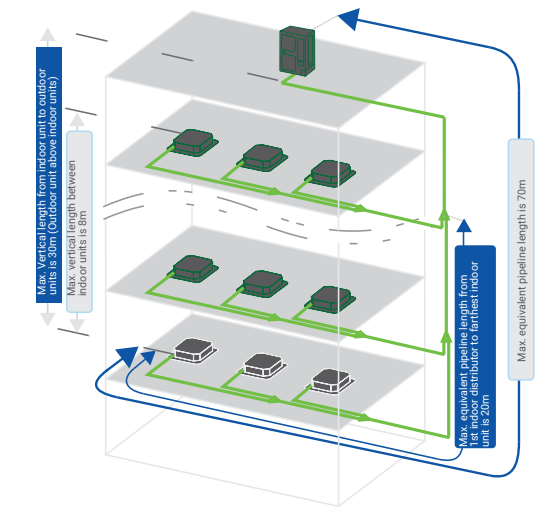 Max. Vertical length from indoor unit to outdoor
units is 30m (Outdoor unit above indoor units)
Max. vertical length between
indoor units is 8m
Max. equivalent pipeline length from
1st indoor distributor to farthest indoor
unit is 20m
Max. equivalent pipeline length is 70m